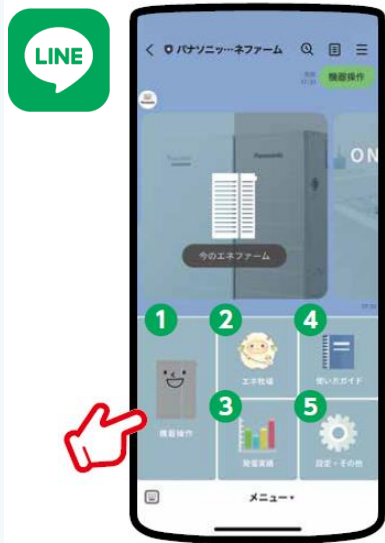 LINE
パナソニッ…ネファーム
機器操作
Panasonic
ON
今のエネファーム
1
2
4
エネ牧場
使い方ガイド
3
5
機器操作
発電実績
設定・その他
メニュー